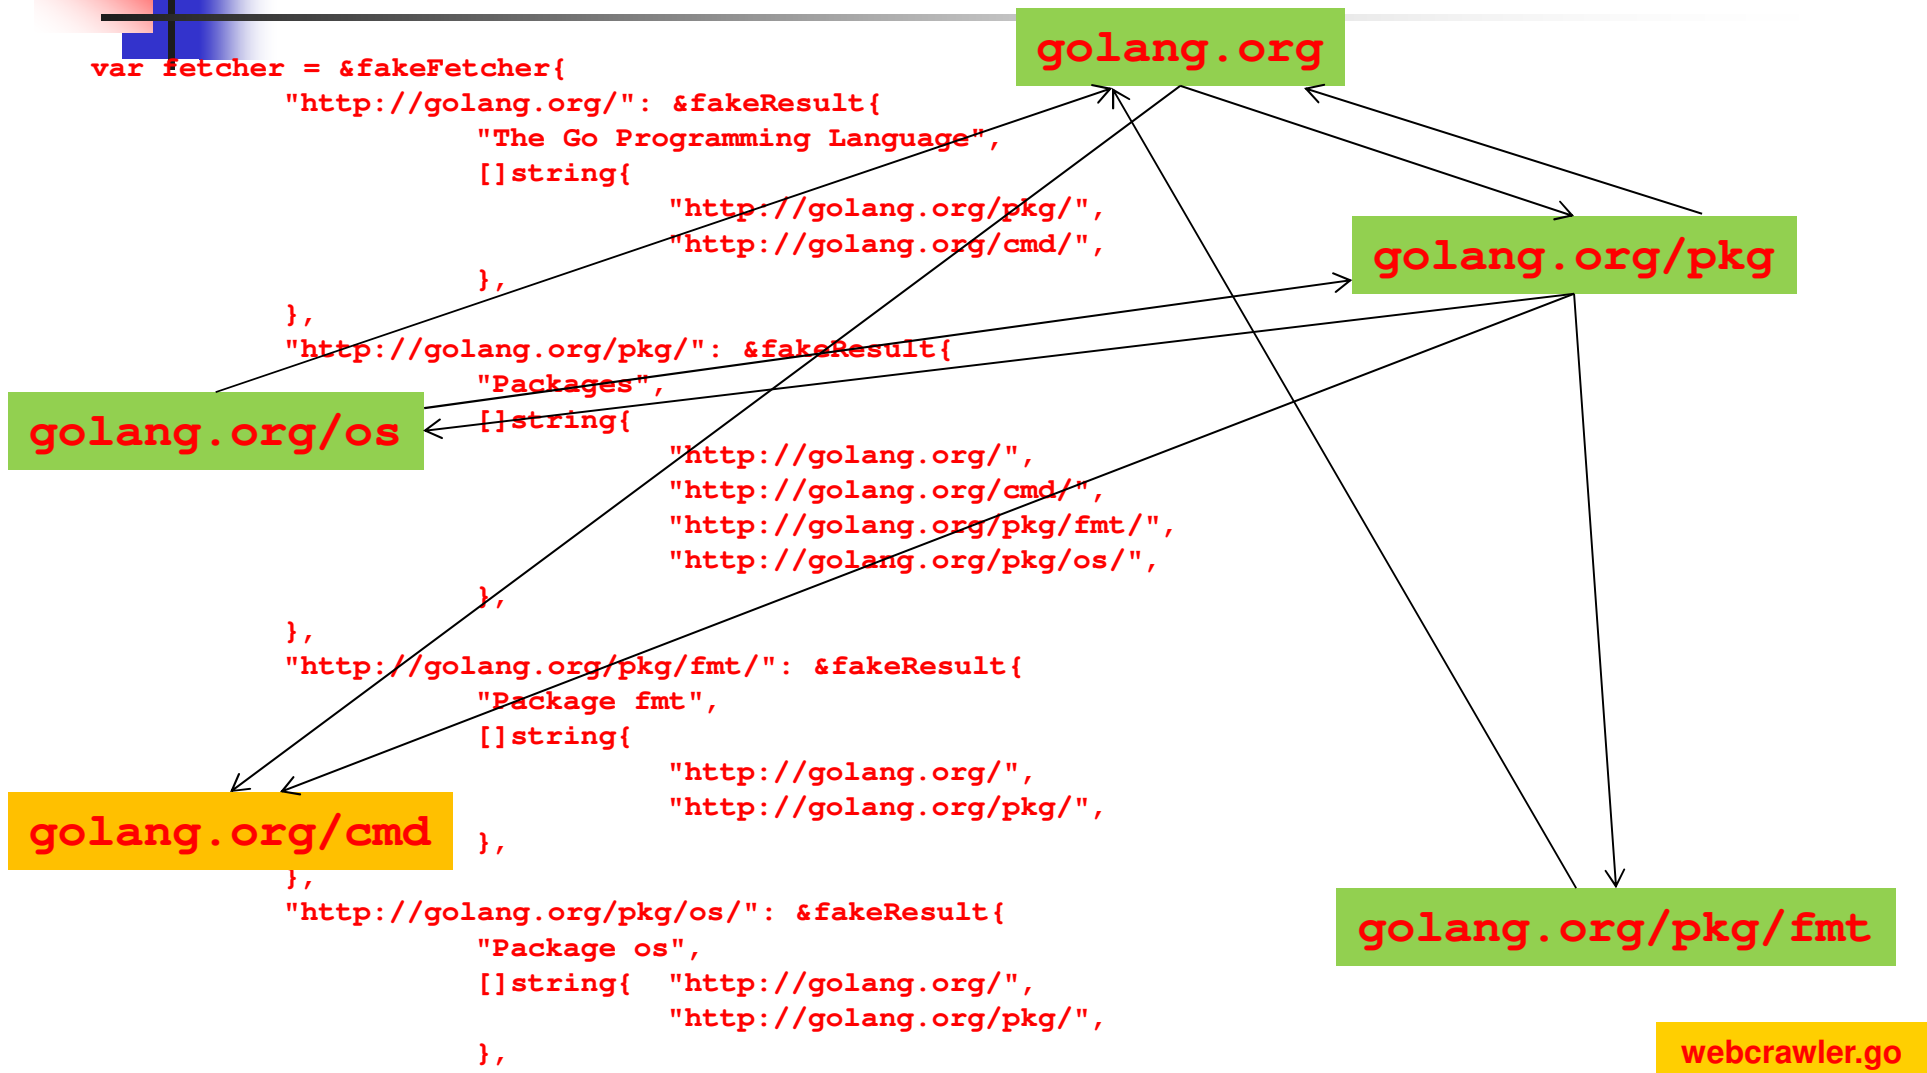 golang.org
var fetcher = &fakeFetcher{
"http://golang.org/": &fakeResult{
"The Go Programming Language",
[]string{
"http://golang.org/pkg/",
"http://golang.org/cmd/",
golang.org/pkg
},
},
"http://golang.org/pkg/": &fakeResult{
"Packages",
[]string{
golang.org/os
"http://golang.org/",
"http://golang.org/cmd/",
"http://golang.org/pkg/fmt/",
"http://golang.org/pkg/os/",
},
},
"http://golang.org/pkg/fmt/": &fakeResult{
"Package fmt",
[]string{
"http://golang.org/",
"http://golang.org/pkg/",
golang.org/cmd
},
},
"http://golang.org/pkg/os/": &fakeResult{
golang.org/pkg/fmt
"Package os",
[]string{ "http://golang.org/",
"http://golang.org/pkg/",
},
webcrawler.go